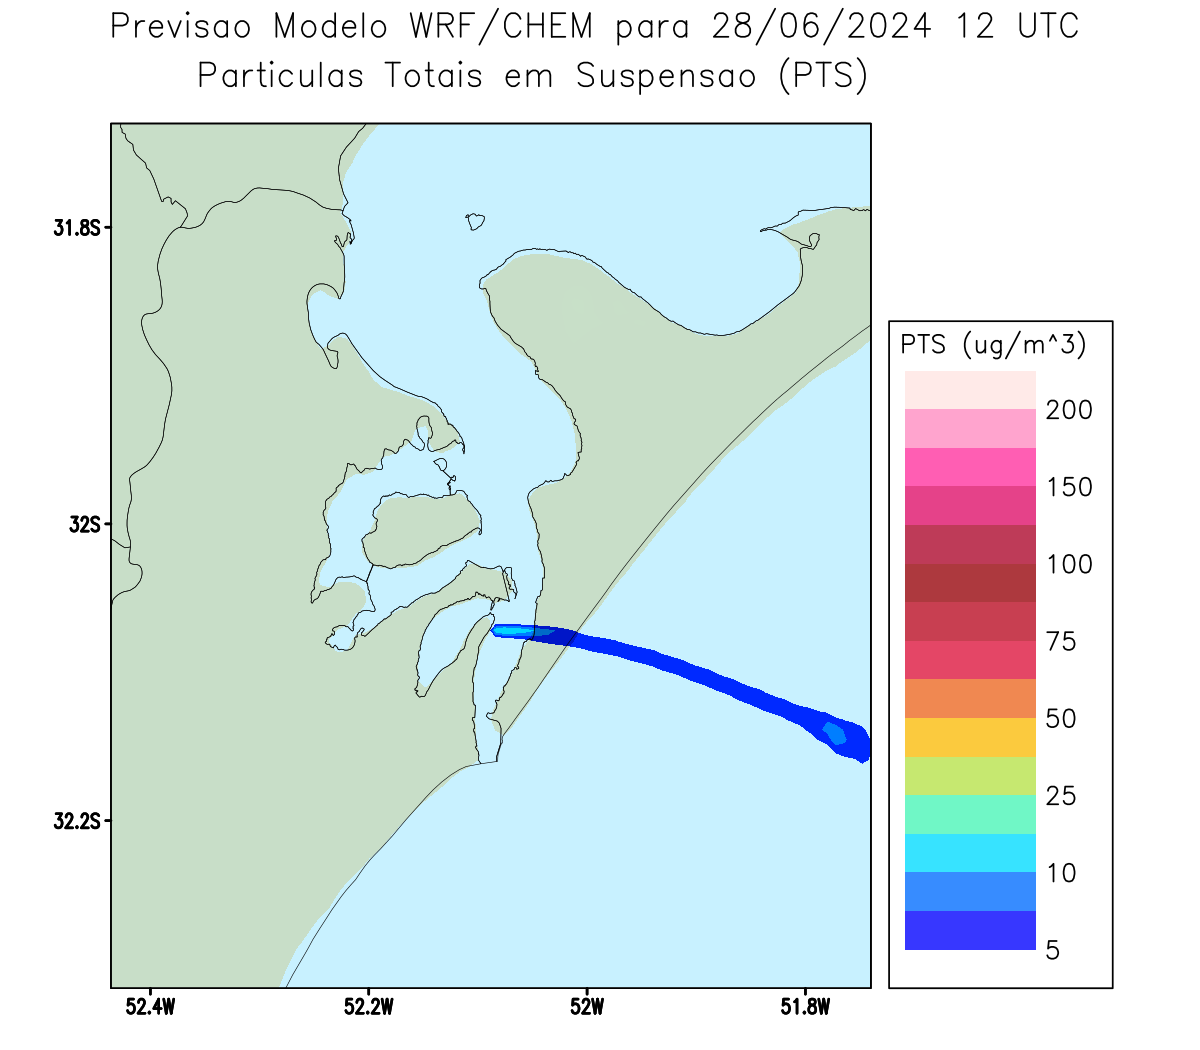 Previsao Modelo WRF/CHEM para 28/06/2024 12 UTC
Particulas Totais em Suspensao (PTS)
31.8S
32S
32.2S
52.4W
52.2W
52W
51.8W
PTS (ug/m^3)
200
150
100
75
50
25
10
5